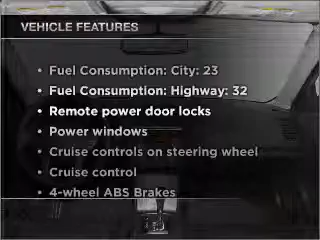 VEHICLE FEATURES
• Fuel Consumption: City: 23
• Fuel Consumption: Highway: 32
• Remote power door locks
• Power windows
• Cruise controls on steering wheel
• Cruise control
• 4-wheel ABS Brakes